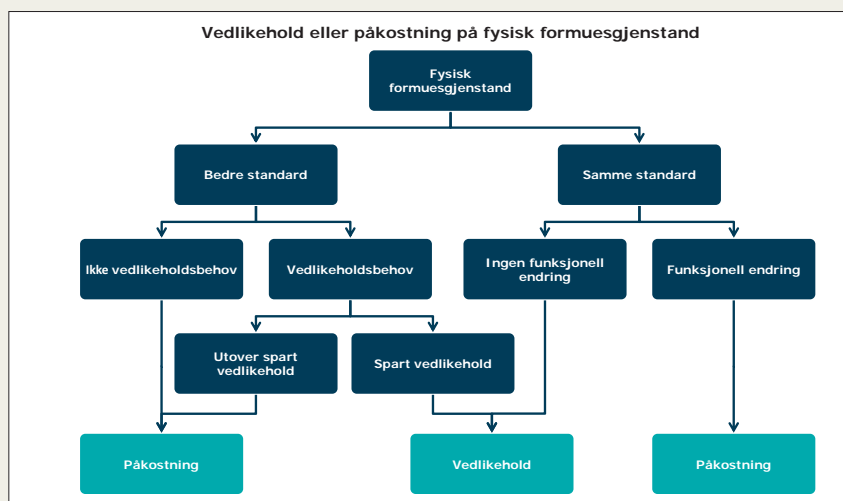 Vedlikehold eller påkostning på fysisk formuesgjenstand
Fysisk
formuesgjenstand
Bedre standard
Samme standard
Ikke vedlikeholdsbehov
Vedlikeholdsbehov
Ingen funksjonell
endring
Funksjonell endring
Utover spart
vedlikehold
Spart vedlikehold
Påkostning
Vedlikehold
Påkostning